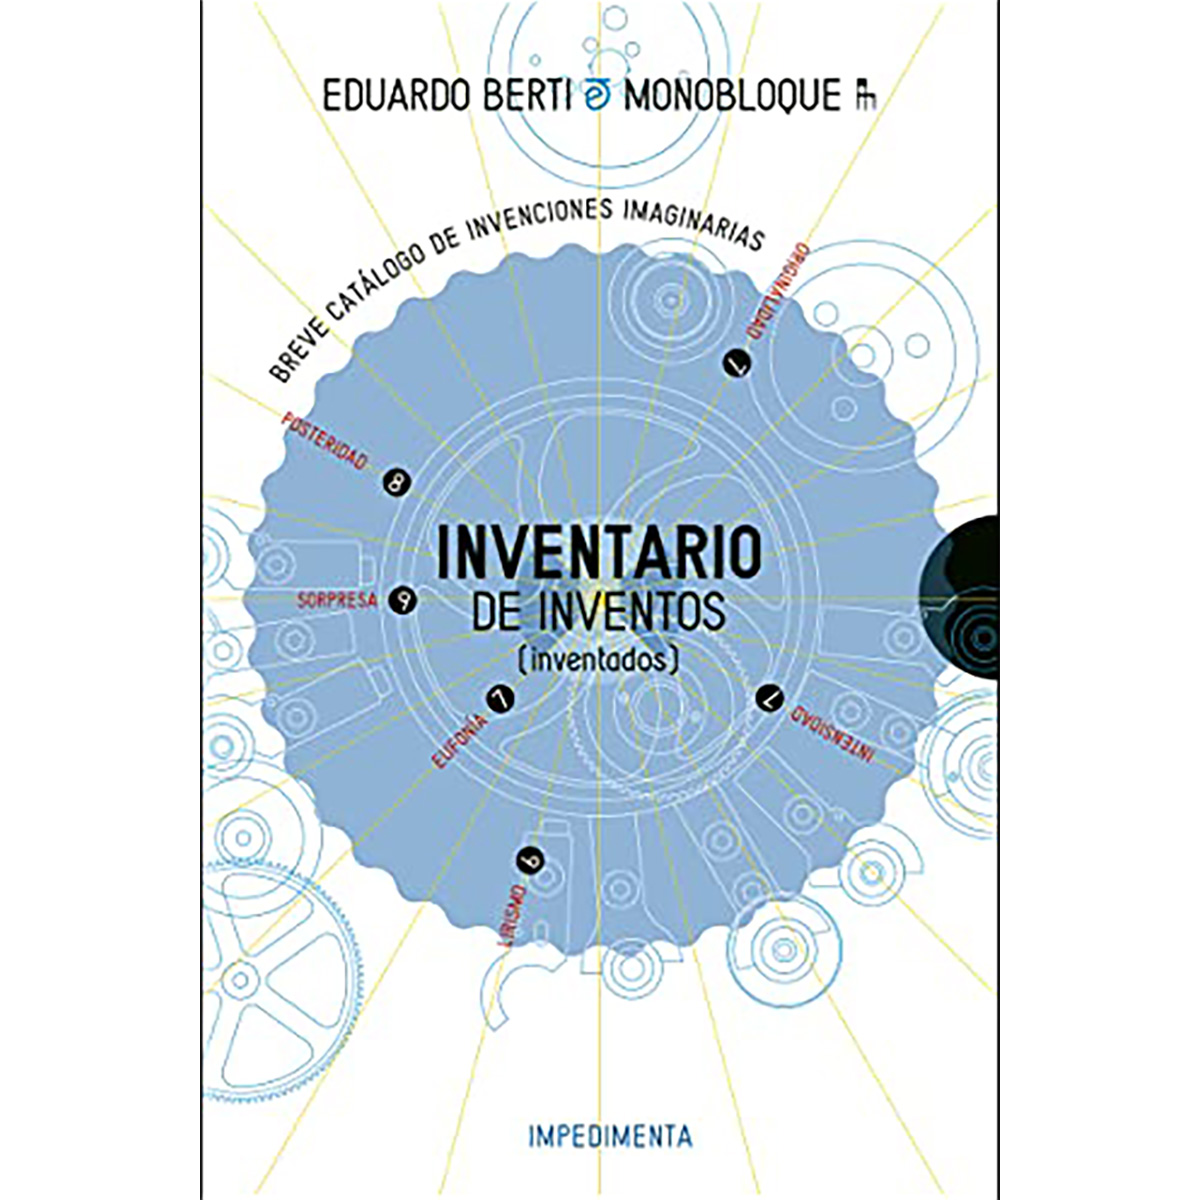 EDUARDO BERTI MONOBLOQUE
BREVE CATÁLOGO DE INVENCIONES IMAGINARIAS
ORIGINALIDAD
POSTERIDAD 8
INVENTARIO
DE INVENTOS
(inventados)
SORPRESA 9
EUFONÍA 7
7 INTENSIDAD
LIRISMO
IMPEDIMENTA